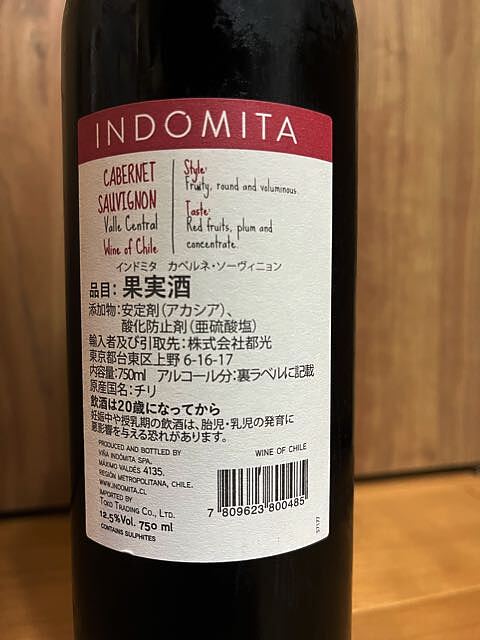 INDÓMITA
CABERNET
SAUVIGNON
Valle Central
Wine of Chile
Style:
Fruity, round and voluminous.
Taste:
Red fruits, plum and
concentrate.
インドミタ カベルネ・ソーヴィニョン
品目：果実酒
添加物：安定剤（アカシア）、
酸化防止剤（亜硫酸塩）
輸入者及び引取先：株式会社都光
東京都台東区上野6-16-17
内容量：750ml アルコール分：裏ラベルに記載
原産国名：チリ
飲酒は20歳になってから
妊娠中や授乳期の飲酒は、胎児・乳児の発育に
悪影響を与える恐れがあります。
PRODUCED AND BOTTLED BY
VIÑA INDÓMITA SPA.
MÁXIMO VALDÉS 4135,
REGIÓN METROPOLITANA, CHILE.
WWW.INDOMITA.CL
IMPORTED BY
TOKO TRADING CO., LTD.
12.5%Vol. 750 ml
CONTAINS SULPHITES
WINE OF CHILE
7 809623 800485
57177